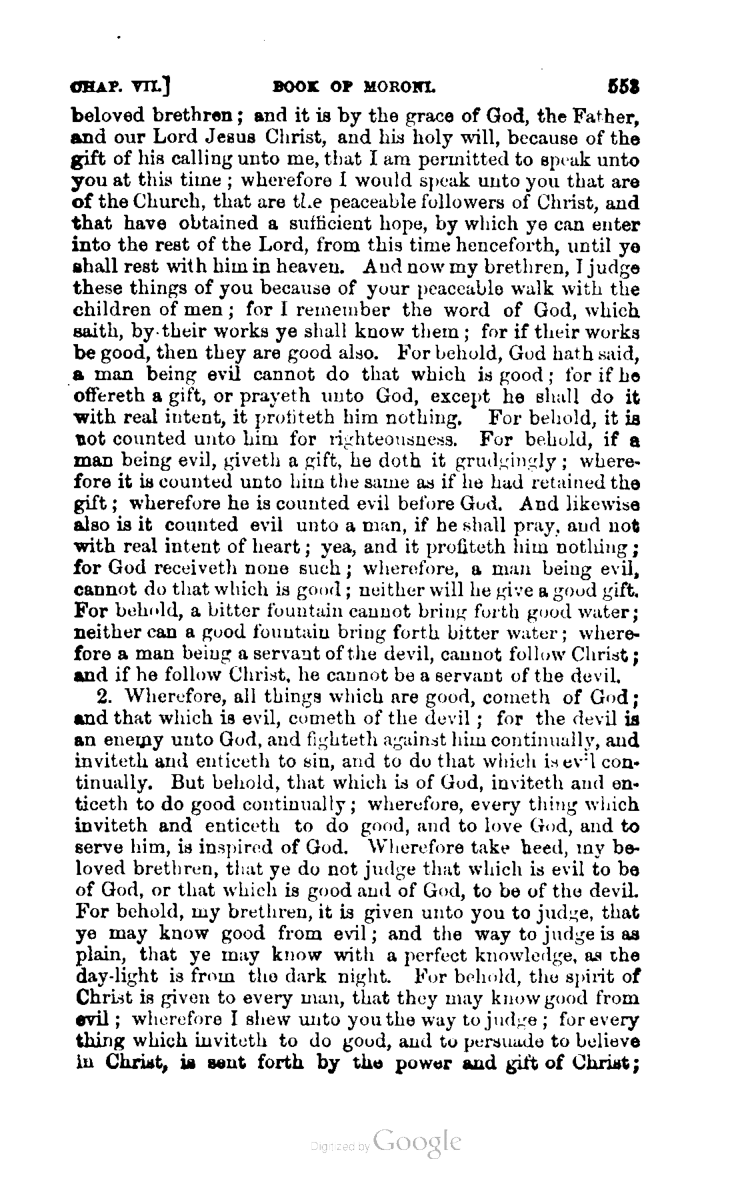 CHAP. VII.] BOOK OF MORONI. 553
beloved brethren; and it is by the grace of God, the Father,
and our Lord Jesus Christ, and his holy will, because of the
gift of his calling unto me, that I am permitted to speak unto
you at this time; wherefore I would speak unto you that are
of the Church, that are the peaceable followers of Christ, and
that have obtained a sufficient hope, by which ye can enter
into the rest of the Lord, from this time henceforth, until ye
shall rest with him in heaven. And now my brethren, I judge
these things of you because of your peaceable walk with the
children of men; for I remember the word of God, which
saith, by their works ye shall know them; for if their works
be good, then they are good also. For behold, God hath said,
a man being evil cannot do that which is good; for if he
offereth a gift, or prayeth unto God, except he shall do it
with real intent, it profiteth him nothing. For behold, it is
not counted unto him for righteousness. For behold, if a
man being evil, giveth a gift, he doth it grudgingly; where-
fore it is counted unto him the same as if he had retained the
gift; wherefore he is counted evil before God. And likewise
also is it counted evil unto a man, if he shall pray, and not
with real intent of heart; yea, and it profiteth him nothing;
for God receiveth none such; wherefore, a man being evil,
cannot do that which is good; neither will he give a good gift.
For behold, a bitter fountain cannot bring forth good water;
neither can a good fountain bring forth bitter water; where-
fore a man being a servant of the devil, cannot follow Christ;
and if he follow Christ, he cannot be a servant of the devil.
2. Wherefore, all things which are good, cometh of God;
and that which is evil, cometh of the devil; for the devil is
an enemy unto God, and fighteth against him continually, and
inviteth and enticeth to sin, and to do that which is evil con-
tinually. But behold, that which is of God, inviteth and en-
ticeth to do good continually; wherefore, every thing which
inviteth and enticeth to do good, and to love God, and to
serve him, is inspired of God. Wherefore take heed, my be-
loved brethren, that ye do not judge that which is evil to be
of God, or that which is good and of God, to be of the devil.
For behold, my brethren, it is given unto you to judge, that
ye may know good from evil; and the way to judge is as
plain, that ye may know with a perfect knowledge, as the
day-light is from the dark night. For behold, the spirit of
Christ is given to every man, that they may know good from
evil; wherefore I shew unto you the way to judge; for every
thing which inviteth to do good, and to persuade to believe
in Christ, is sent forth by the power and gift of Christ;
Digitized by Google